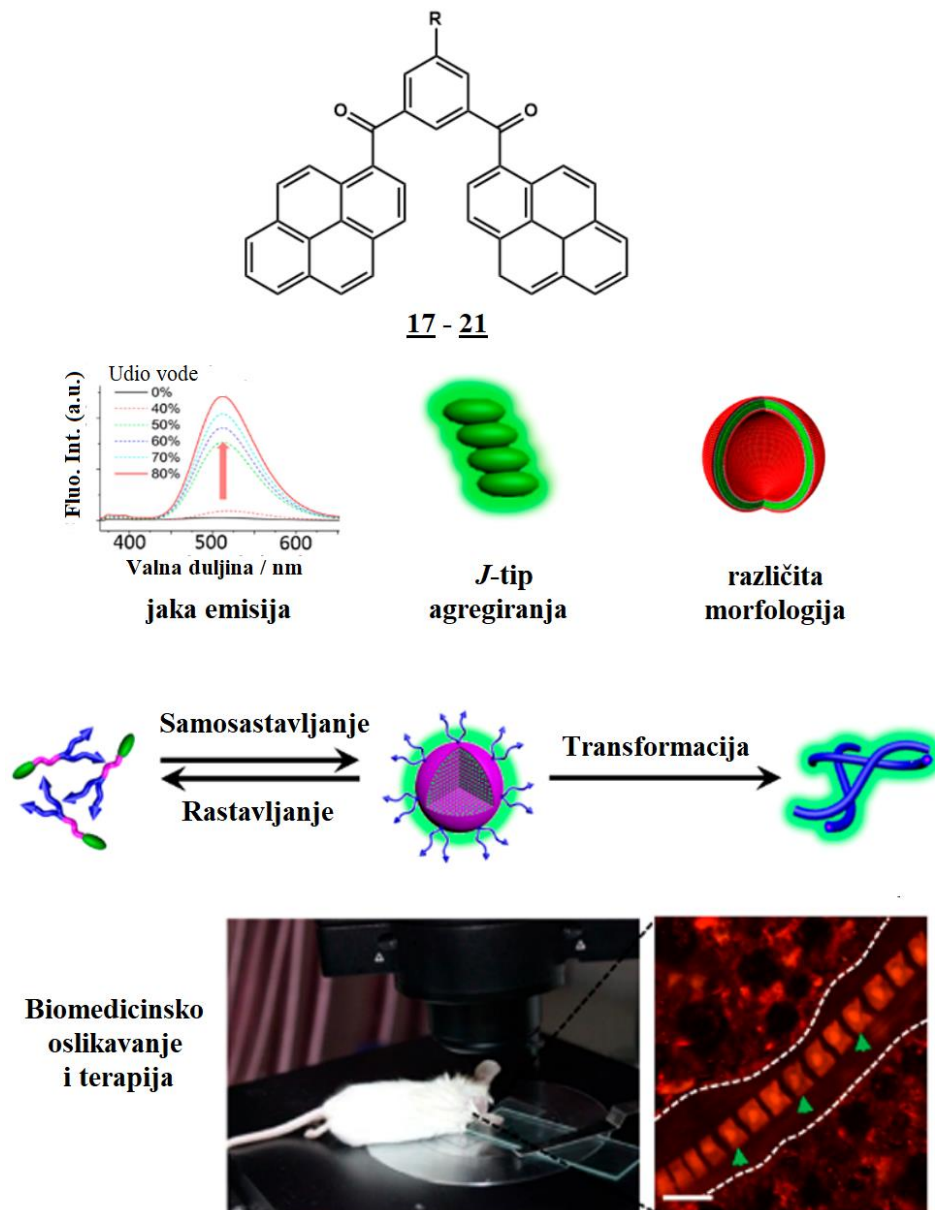 R
O
O
17 - 21
Udio vode
0%
40%
50%
60%
70%
80%
Fluo. Int. (a.u.)
400 500 600
Valna duljina / nm
jaka emisija
J-tip
agregiranja
različita
morfologija
Samosastavljanje
Rastavljanje
Transformacija
Biomedicinsko
oslikavanje
i terapija